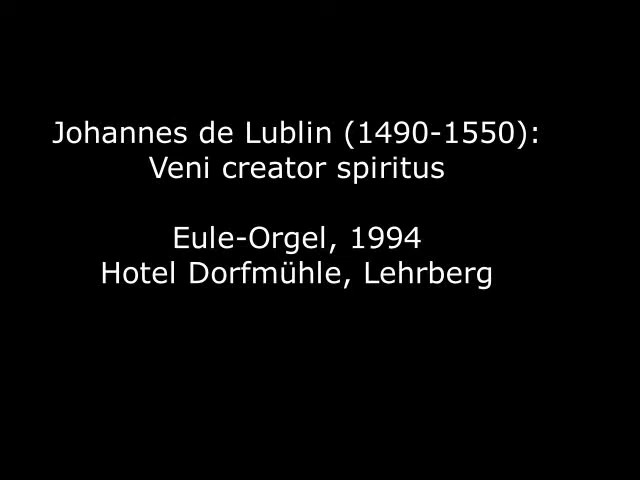 Johannes de Lublin (1490-1550):
Veni creator spiritus
Eule-Orgel, 1994
Hotel Dorfmühle, Lehrberg